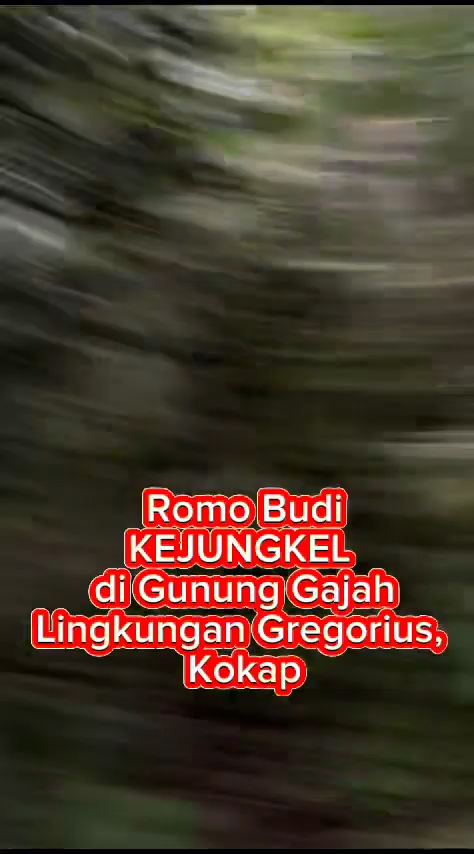 Romo Budi
KEJUNGKEL
di Gunung Gajah
Lingkungan Gregorius,
Kokap